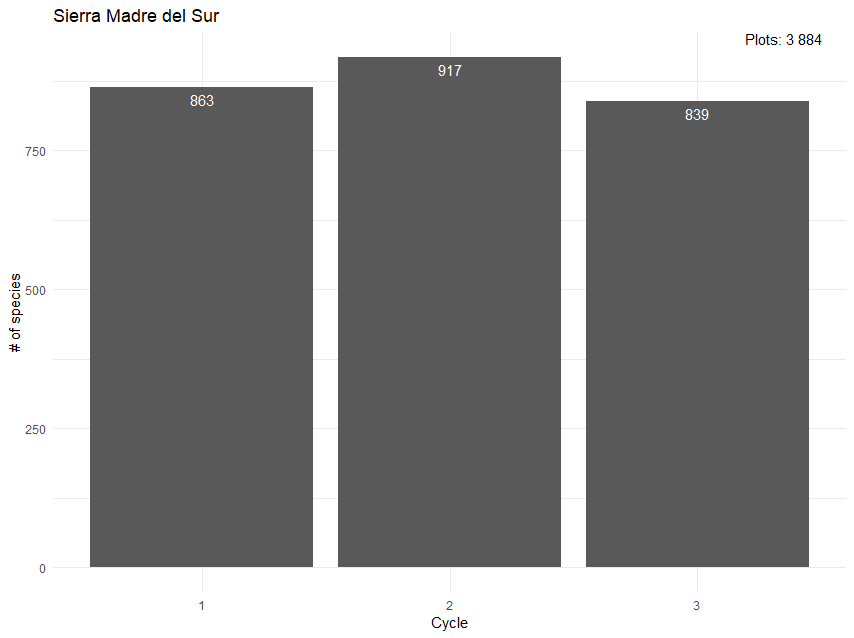 Sierra Madre del Sur
Plots: 3 884
863
917
839
750
500
250
0
# of species
1
2
3
Cycle